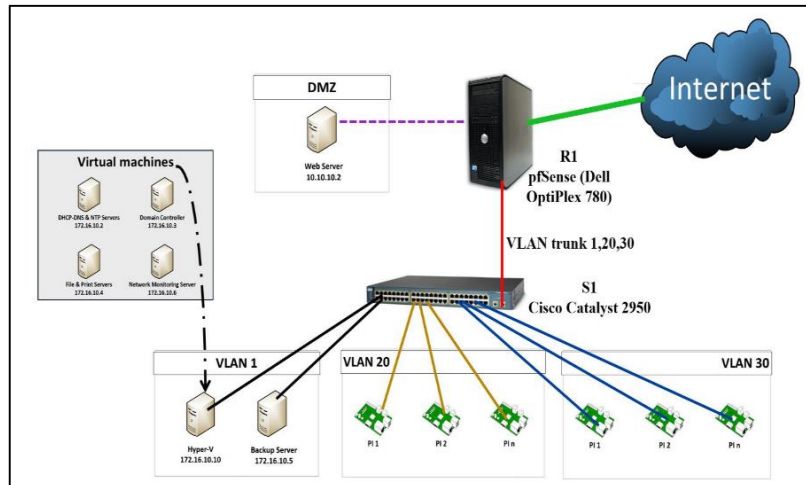 DMZ
Web Server
10.10.10.2
Internet
R1
pfSense (Dell
OptiPlex 780)
Virtual machines
DHCP-DNS & NTP Servers
172.16.10.2
Domain Controller
172.16.10.3
File & Print Servers
172.16.10.4
Network Monitoring Server
172.16.10.6
VLAN trunk 1,20,30
S1
Cisco Catalyst 2950
VLAN 1
Hyper-V
172.16.10.10
Backup Server
172.16.10.5
VLAN 20
PI 1
PI 2
PI n
VLAN 30
PI 1
PI 2
PI n